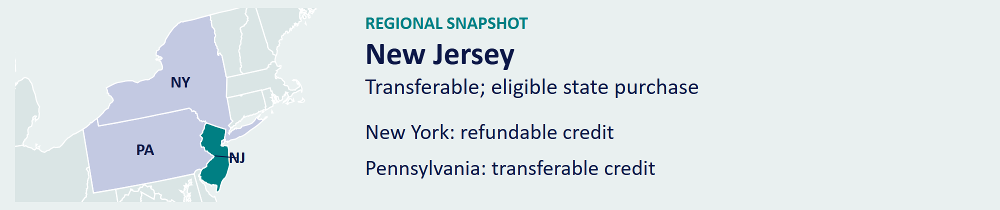 REGIONAL SNAPSHOT
New Jersey
Transferable; eligible state purchase
New York: refundable credit
Pennsylvania: transferable credit
NY
PA
NJ